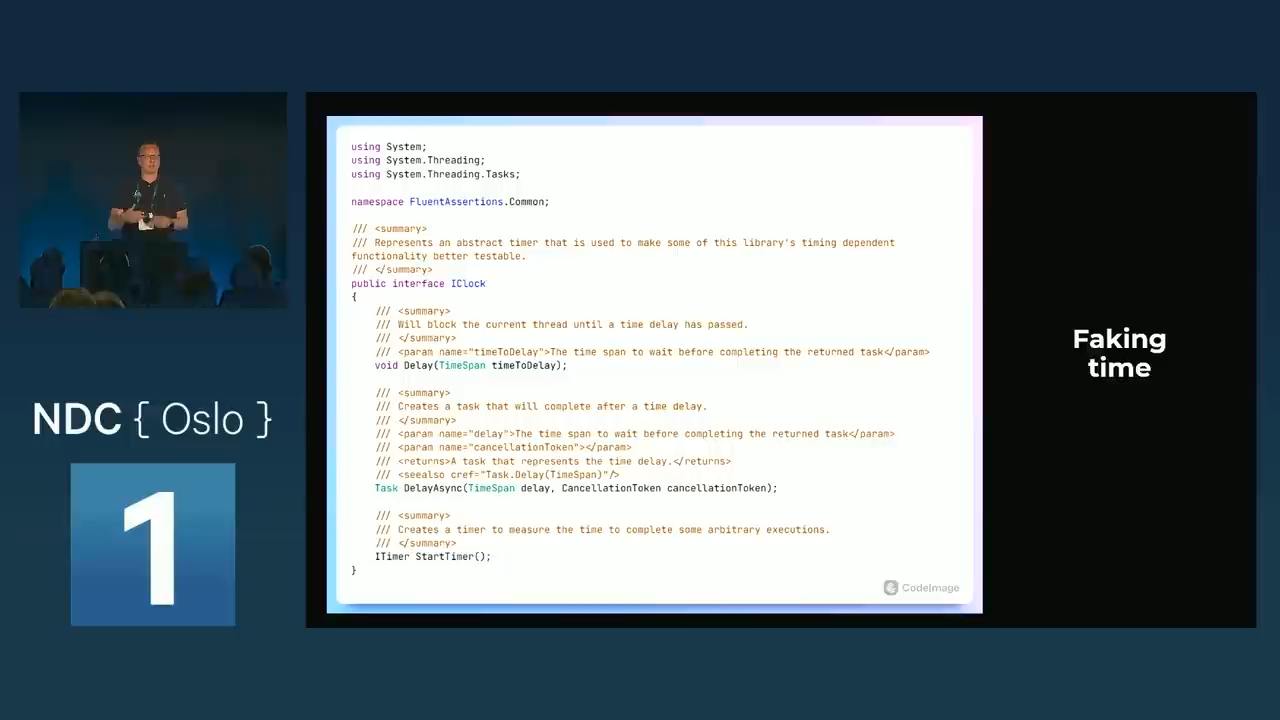 NDC { Oslo }
1
using System;
using System.Threading;
using System.Threading.Tasks;
namespace FluentAssertions.Common;
/// <summary>
/// Represents an abstract timer that is used to make some of this library's timing dependent
functionality better testable.
/// </summary>
public interface IClock
{
/// <summary>
/// Will block the current thread until a time delay has passed.
/// </summary>
/// <param name="timeToDelay">The time span to wait before completing the returned task</param>
void Delay(TimeSpan timeToDelay);
/// <summary>
/// Creates a task that will complete after a time delay.
/// </summary>
/// <param name="delay">The time span to wait before completing the returned task</param>
/// <param name="cancellationToken"></param>
/// <returns>A task that represents the time delay.</returns>
/// <seealso cref="Task.Delay(TimeSpan)"/>
Task DelayAsync(TimeSpan delay, CancellationToken cancellationToken);
/// <summary>
/// Creates a timer to measure the time to complete some arbitrary executions.
/// </summary>
ITimer StartTimer();
}
CodeImage
Faking
time